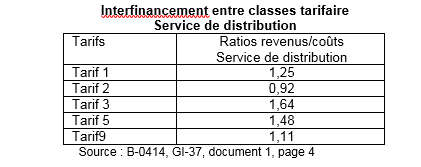 Interfinancement entre classes tarifaire
Service de distribution
Tarifs Ratios revenus/coûts
Service de distribution
Tarif 1 1,25
Tarif 2 0,92
Tarif 3 1,64
Tarif 5 1,48
Tarif9 1,11
Source : B-0414, GI-37, document 1, page 4